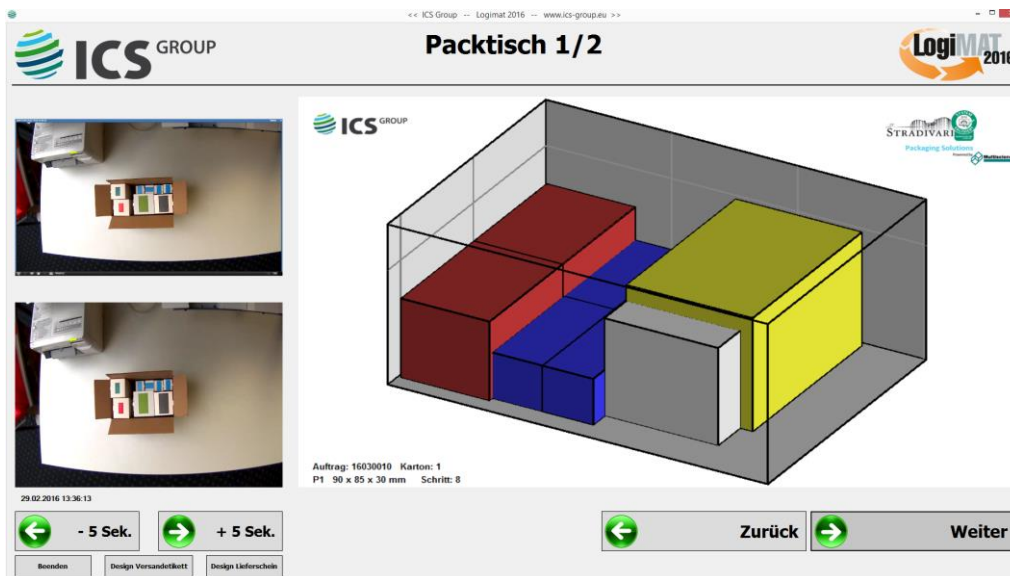 << ICS Group -- Logimat 2016 -- www.ics-group.eu >>
ICS GROUP
Packtisch 1/2
LogiMAT
2016
ICS GROUP
STRADIVARI
Packaging Solutions
Powered by
Auftrag: 16030010 Karton: 1
P1 90 x 85 x 30 mm Schritt: 8
29.02.2016 13:36:13
- 5 Sek.
+ 5 Sek.
Zurück
Weiter
Beenden
Design Versandetikett
Design Lieferschein